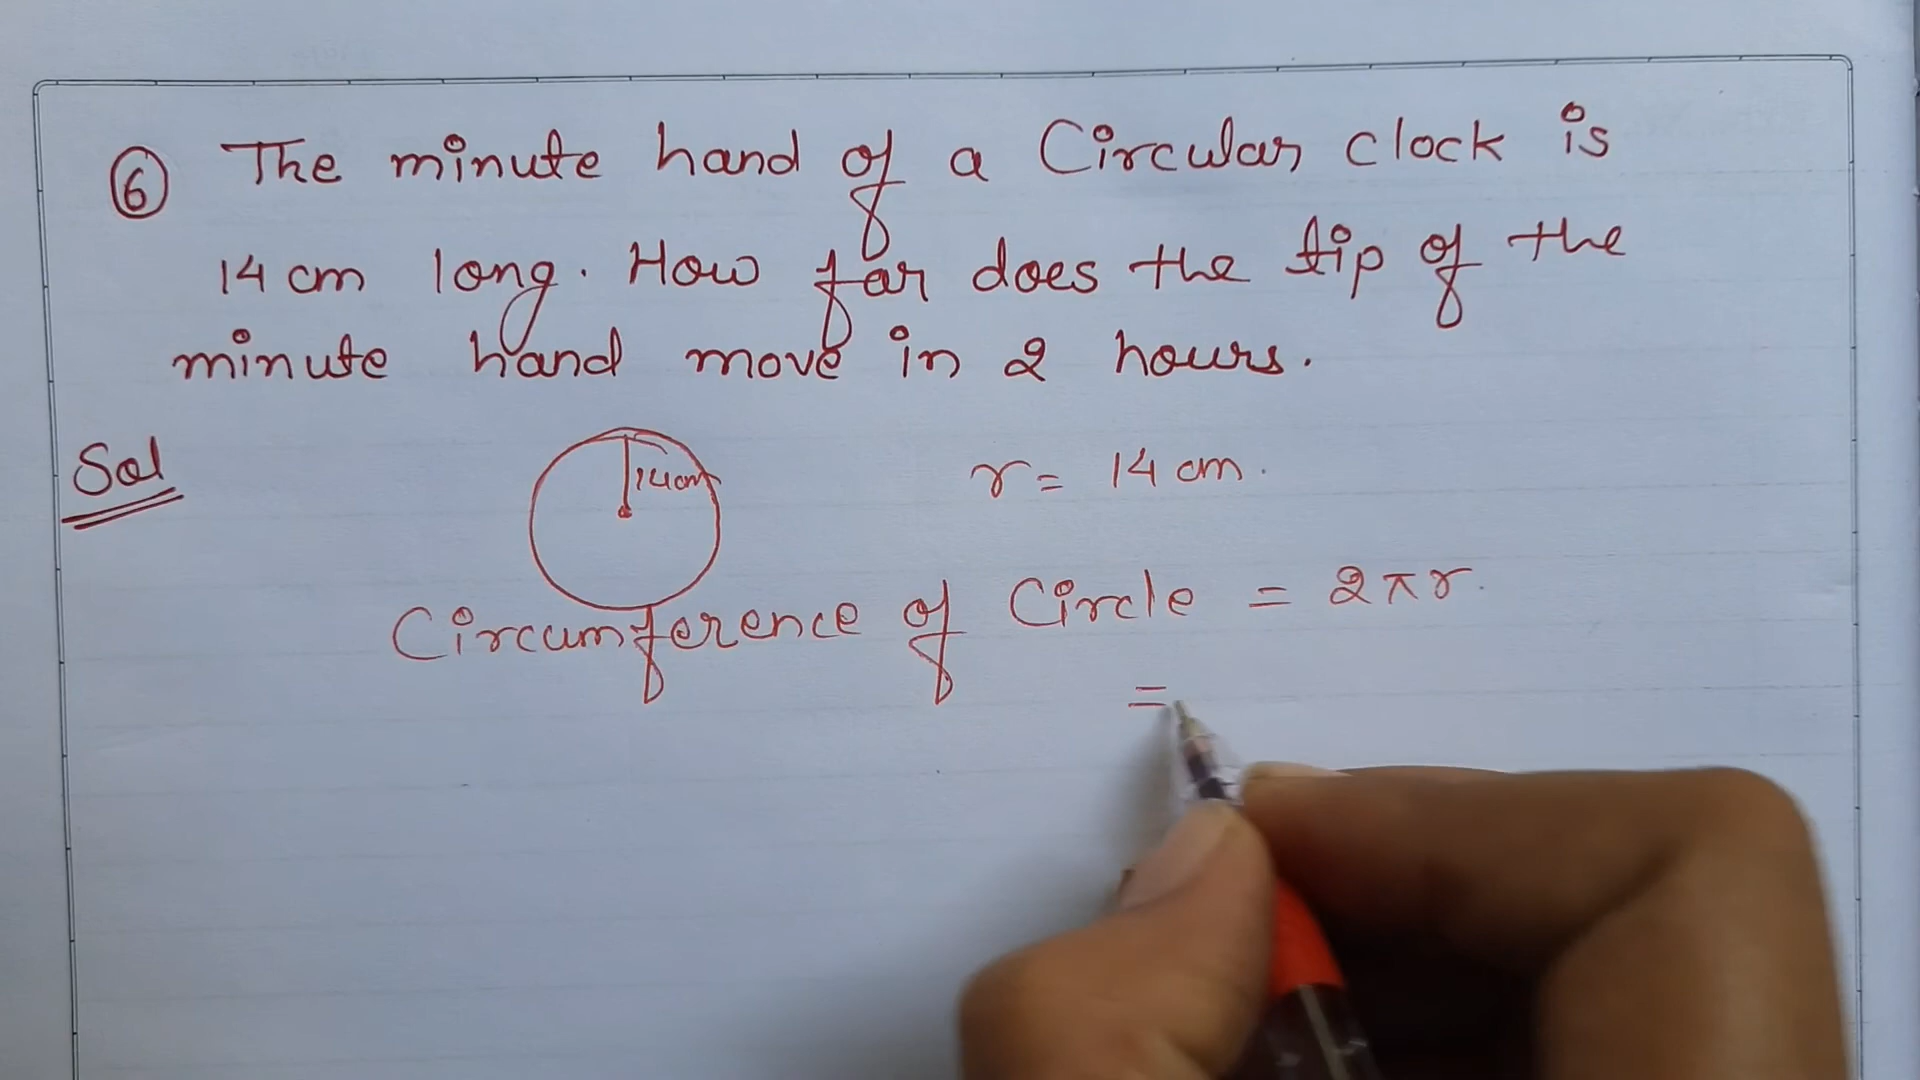 6 The minute hand of a Circular clock is
14 cm long. How far does the tip of the
minute hand move in 2 hours.
Sol
14cm
r = 14 cm.
Circumference of Circle = 2πr.
=